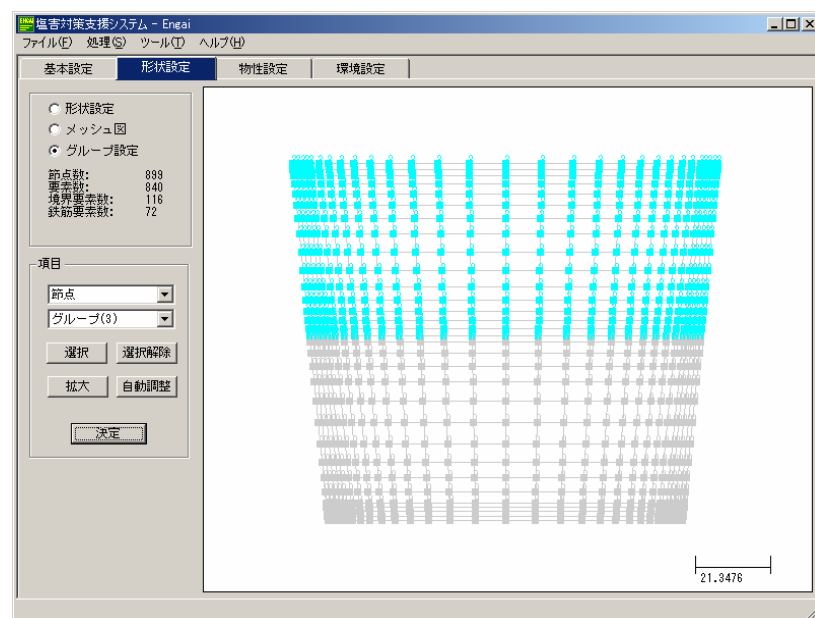 塩害対策支援システム - Engai
ファイル(F) 処理(S) ツール(T) ヘルプ(H)
基本設定 形状設定 物性設定 環境設定
形状設定
メッシュ図
グループ設定
節点数: 899
要素数: 840
境界要素数: 116
鉄筋要素数: 72
項目
節点
グループ(3)
選択 選択解除
拡大 自動調整
決定
21.3476